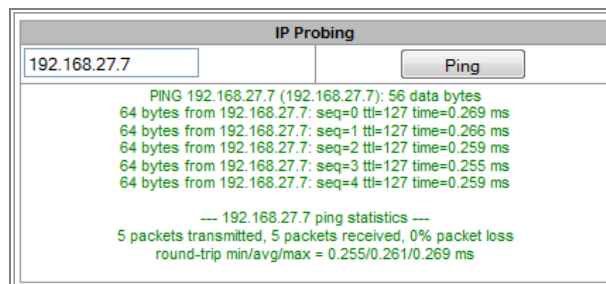 IP Probing
192.168.27.7 Ping
PING 192.168.27.7 (192.168.27.7): 56 data bytes
64 bytes from 192.168.27.7: seq=0 ttl=127 time=0.269 ms
64 bytes from 192.168.27.7: seq=1 ttl=127 time=0.266 ms
64 bytes from 192.168.27.7: seq=2 ttl=127 time=0.259 ms
64 bytes from 192.168.27.7: seq=3 ttl=127 time=0.255 ms
64 bytes from 192.168.27.7: seq=4 ttl=127 time=0.259 ms
--- 192.168.27.7 ping statistics ---
5 packets transmitted, 5 packets received, 0% packet loss
round-trip min/avg/max = 0.255/0.261/0.269 ms